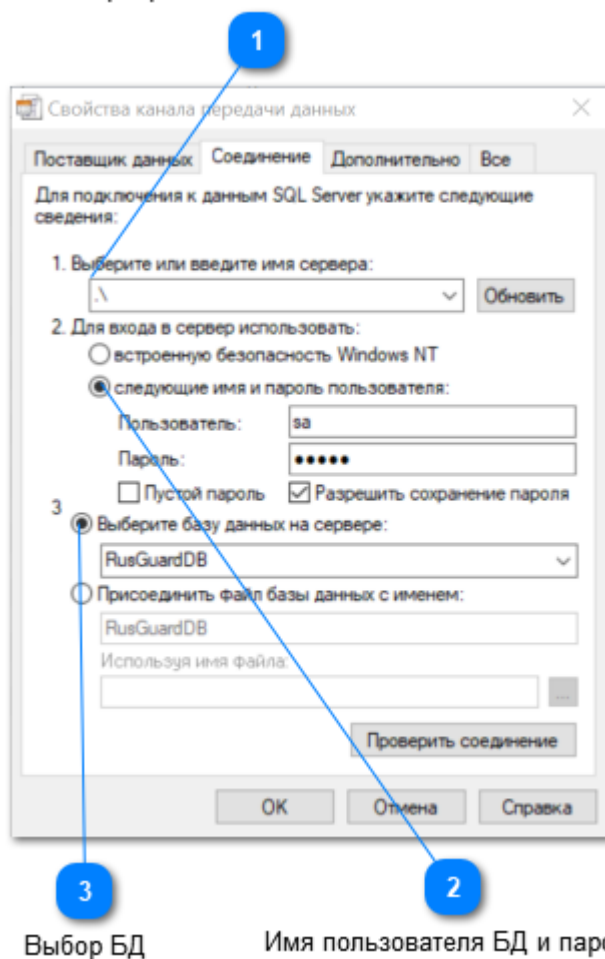 1
Свойства канала передачи данных
Поставщик данных Соединение Дополнительно Все
Для подключения к данным SQL Server укажите следующие
сведения:
1. Выберите или введите имя сервера:
.\ Обновить
2. Для входа в сервер использовать:
встроенную безопасность Windows NT
следующие имя и пароль пользователя:
Пользователь: sa
Пароль: •••••
Пустой пароль Разрешить сохранение пароля
3
Выберите базу данных на сервере:
RusGuardDB
Присоединить файл базы данных с именем:
RusGuardDB
Используя имя файла:
...
Проверить соединение
OK Отмена Справка
3 2
Выбор БД Имя пользователя БД и паро